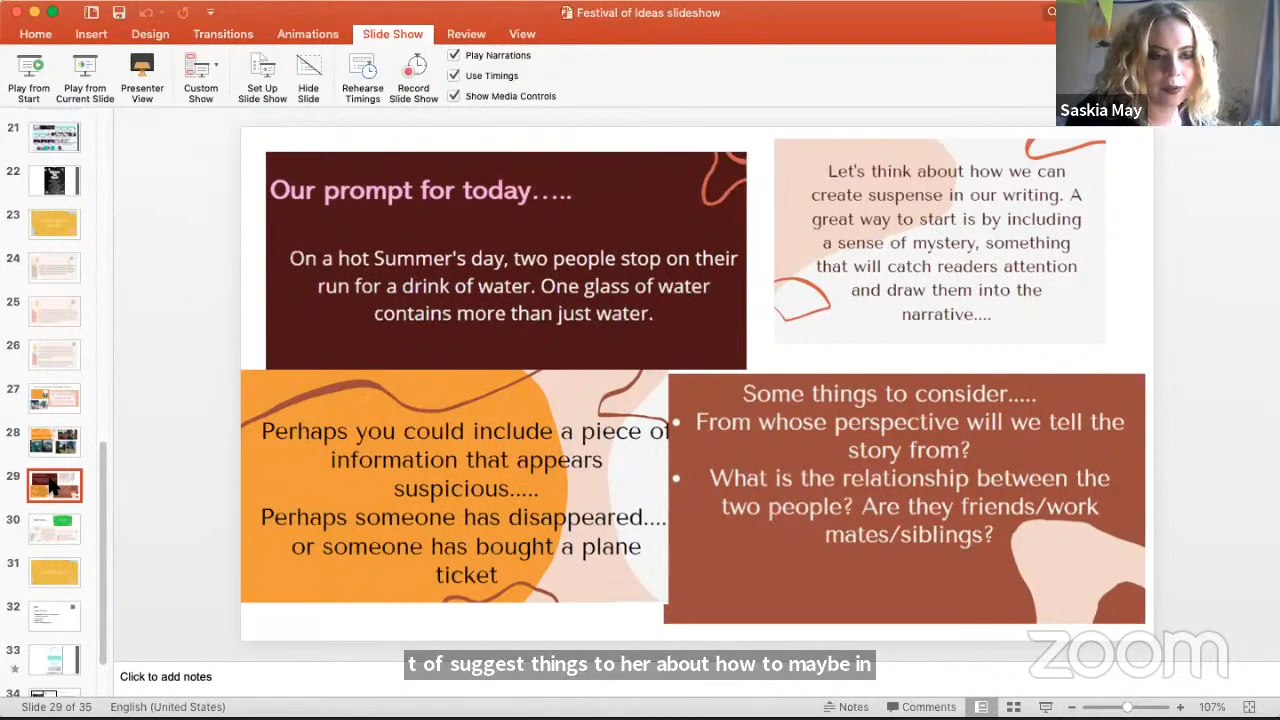 Festival of Ideas slideshow
Home
Insert
Design
Transitions
Animations
Slide Show
Review
View
Play from
Start
Play from
Current Slide
Presenter
View
Custom
Show
Set Up
Slide Show
Hide
Slide
Rehearse
Timings
Record
Slide Show
Play Narrations
Use Timings
Show Media Controls
Saskia May
21
22
23
24
25
26
27
28
29
30
31
32
33
34
Our prompt for today…..
On a hot Summer's day, two people stop on their
run for a drink of water. One glass of water
contains more than just water.
Let's think about how we can
create suspense in our writing. A
great way to start is by including
a sense of mystery, something
that will catch readers attention
and draw them into the
narrative....
Perhaps you could include a piece of
information that appears
suspicious.....
Perhaps someone has disappeared....
or someone has bought a plane
ticket
Some things to consider.....
• From whose perspective will we tell the
story from?
• What is the relationship between the
two people? Are they friends/work
mates/siblings?
zoom
t of suggest things to her about how to maybe in
Click to add notes
Slide 29 of 35
English (United States)
Notes
Comments
107%